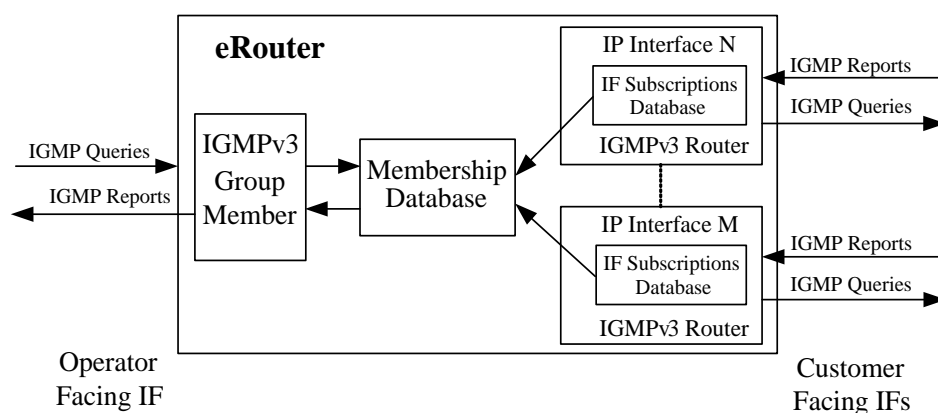 eRouter
IP Interface N
IF Subscriptions
Database
IGMPv3 Router
IGMP Reports
IGMP Queries
IGMP Queries
IGMP Reports
IGMPv3
Group
Member
Membership
Database
IP Interface M
IF Subscriptions
Database
IGMPv3 Router
IGMP Reports
IGMP Queries
Operator
Facing IF
Customer
Facing IFs